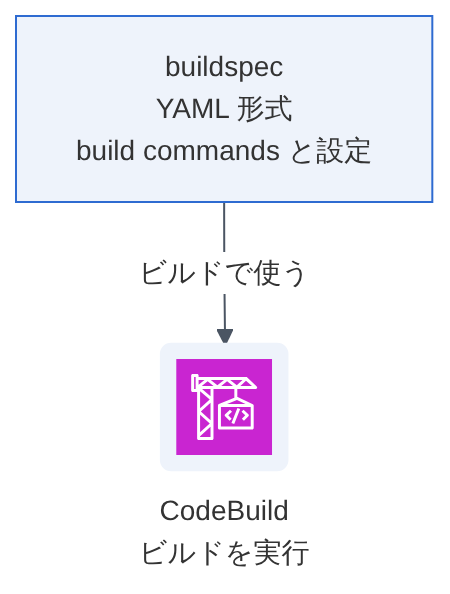 buildspec
YAML 形式
build commands と設定
ビルドで使う
CodeBuild
ビルドを実行